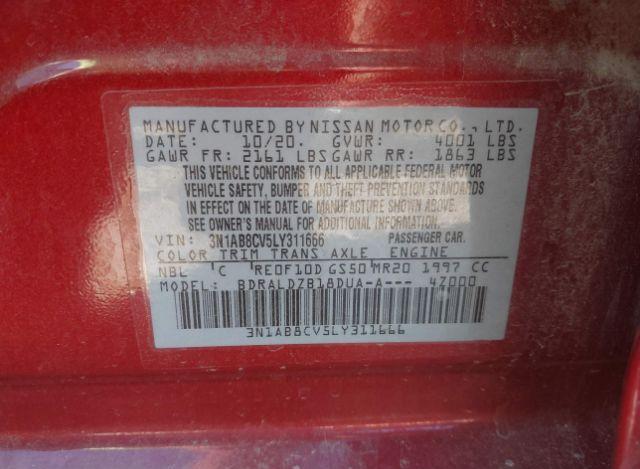 MANUFACTURED BY NISSAN MOTOR CO., LTD.
DATE: 10/20. GVWR: 4001 LBS
GAWR FR: 2161 LBS GAWR RR: 1863 LBS
THIS VEHICLE CONFORMS TO ALL APPLICABLE FEDERAL MOTOR
VEHICLE SAFETY, BUMPER AND THEFT PREVENTION STANDARDS
IN EFFECT ON THE DATE OF MANUFACTURE SHOWN ABOVE.
SEE OWNER'S MANUAL FOR ADDITIONAL INFORMATION.
VIN: 3N1AB8CV5LY311666 PASSENGER CAR.
COLOR TRIM TRANS AXLE ENGINE
NBL C RE0F10D GS50 MR20 1997 CC
MODEL: BDRALDZB18DUA-A--- 4Z000
3N1AB8CV5LY311666